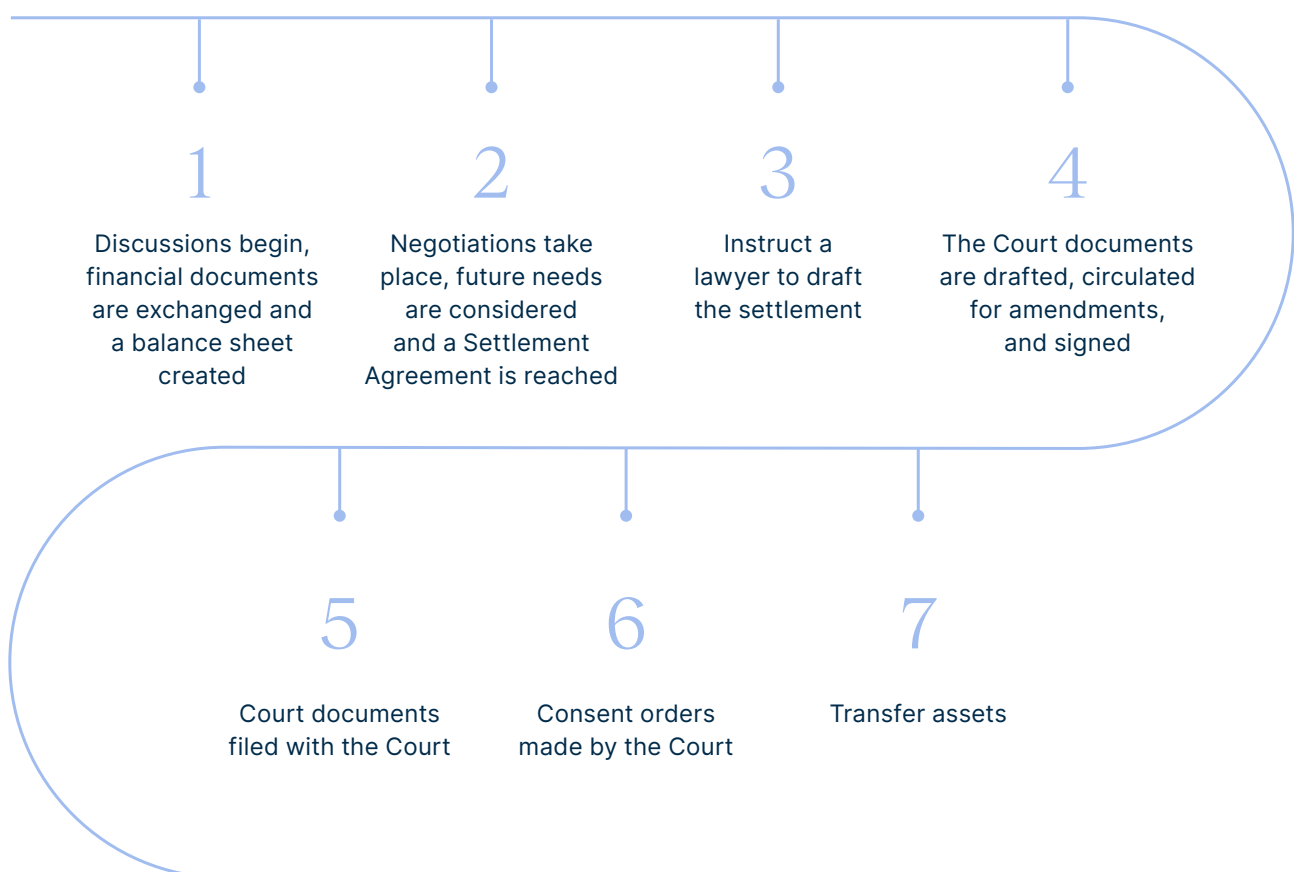 1
Discussions begin,
financial documents
are exchanged and
a balance sheet
created
2
Negotiations take
place, future needs
are considered
and a Settlement
Agreement is reached
3
Instruct a
lawyer to draft
the settlement
4
The Court documents
are drafted, circulated
for amendments,
and signed
5
Court documents
filed with the Court
6
Consent orders
made by the Court
7
Transfer assets